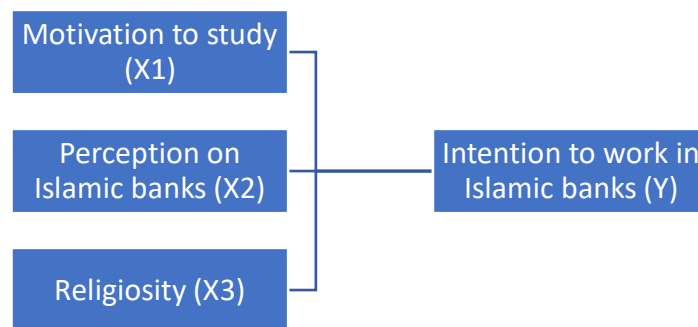 Motivation to study
(X1)
Perception on
Islamic banks (X2)
Religiosity (X3)
Intention to work in
Islamic banks (Y)